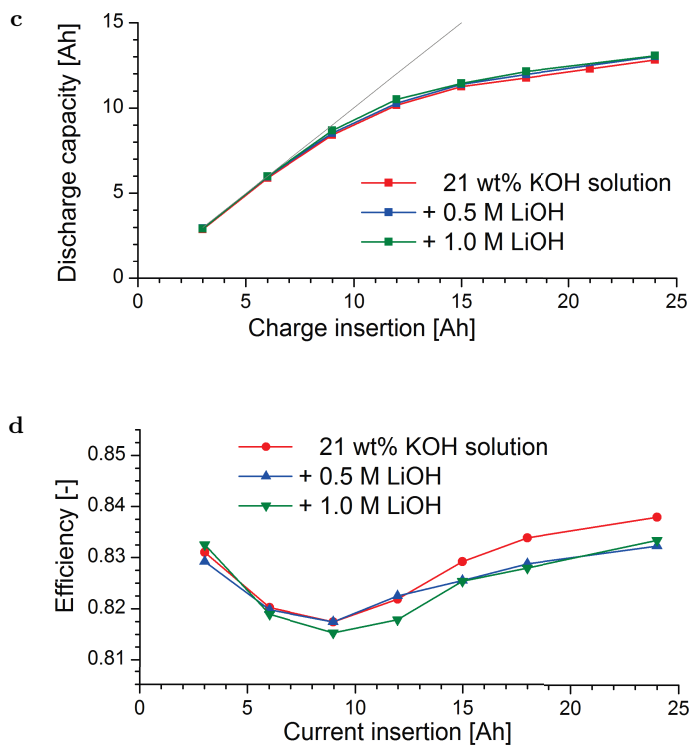 c
Discharge capacity [Ah]
15
10
5
0
21 wt% KOH solution
+ 0.5 M LiOH
+ 1.0 M LiOH
0 5 10 15 20 25
Charge insertion [Ah]
d
Efficiency [-]
0.85
0.84
0.83
0.82
0.81
21 wt% KOH solution
+ 0.5 M LiOH
+ 1.0 M LiOH
0 5 10 15 20 25
Current insertion [Ah]